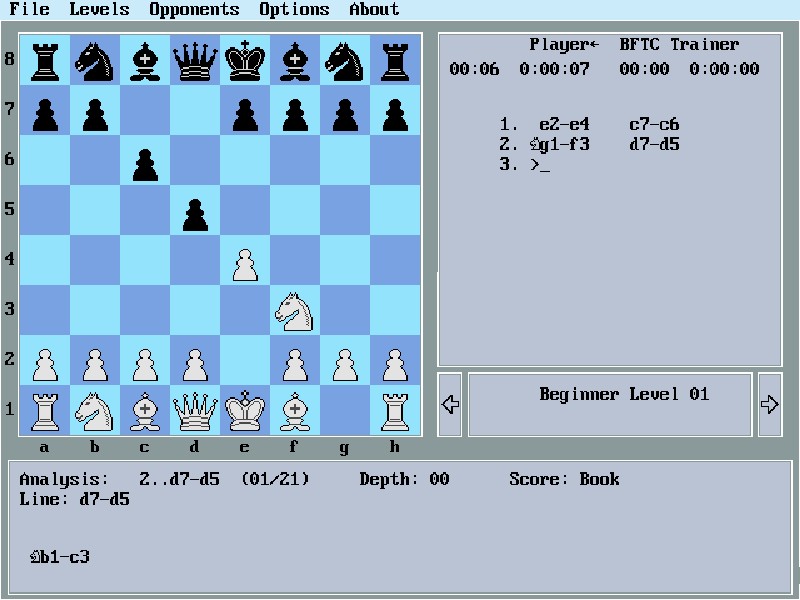 File Levels Opponents Options About
Player← BFTC Trainer
00:06 0:00:07 00:00 0:00:00
1. e2-e4 c7-c6
2. ♘g1-f3 d7-d5
3. >_
8
7
6
5
4
3
2
1
a b c d e f g h
Beginner Level 01
Analysis: 2..d7-d5 (01/21) Depth: 00 Score: Book
Line: d7-d5
♘b1-c3